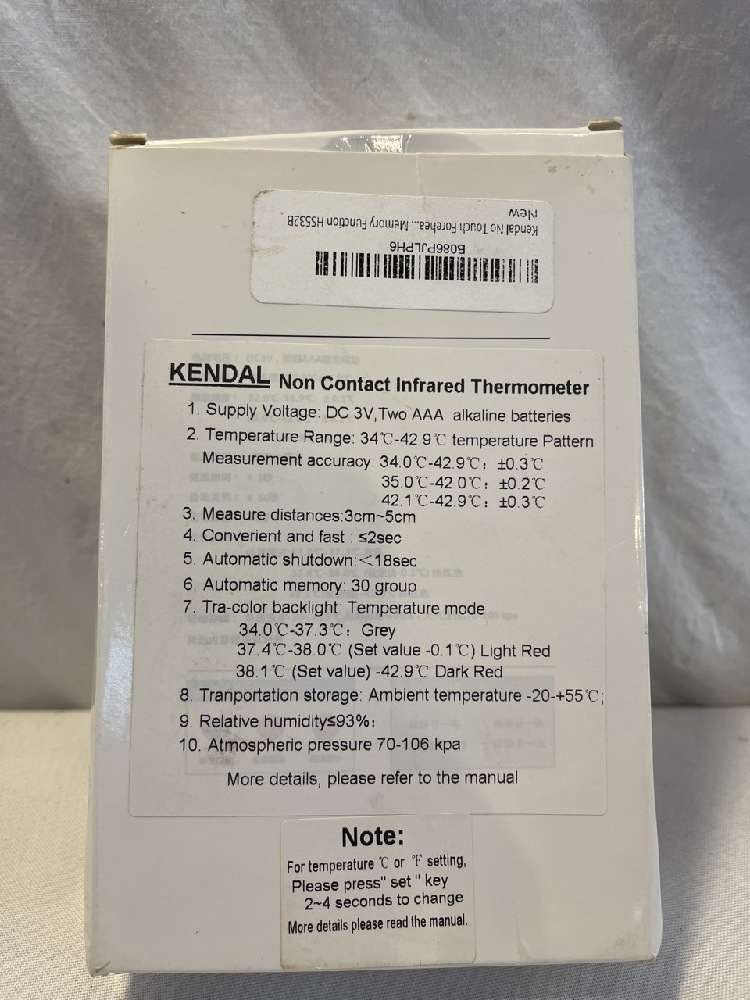 New
Kendal No Touch Forehea... Memory Function HSS32B
B086PJLPH6
KENDAL Non Contact Infrared Thermometer
1. Supply Voltage: DC 3V,Two AAA alkaline batteries
2. Temperature Range: 34℃-42 9℃ temperature Pattern
Measurement accuracy 34.0℃-42.9℃: ±0.3℃
35.0℃-42 0℃: ±0.2℃
42.1℃-42.9℃: ±0.3℃
3. Measure distances:3cm~5cm
4. Converient and fast : ≤2sec
5. Automatic shutdown:<18sec
6. Automatic memory: 30 group
7. Tra-color backlight: Temperature mode
34.0℃-37.3℃: Grey
37.4℃-38.0℃ (Set value -0.1℃) Light Red
38.1℃ (Set value) -42.9℃ Dark Red
8. Tranportation storage: Ambient temperature -20-+55℃;
9. Relative humidity≤93%:
10. Atmospheric pressure 70-106 kpa
More details, please refer to the manual
Note:
For temperature ℃ or ℉ setting,
Please press" set " key
2~4 seconds to change
More details please read the manual.